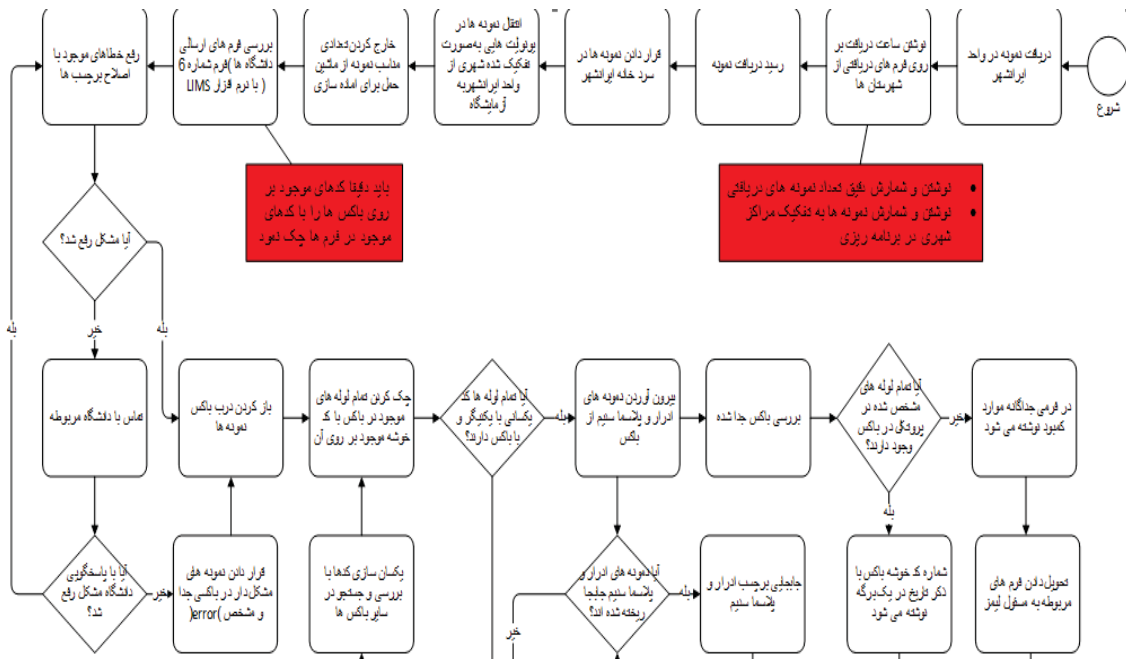 شروع
دریافت نمونه در واحد
ایرانشهر
نوشتن ساعت دریافت بر
روی فرم های دریافتی از
شهرستان ها
رسید دریافت نمونه
قرار دادن نمونه ها در
سرد خانه ایرانشهر
انتقال نمونه ها در
یونولیت هایی به صورت
تفکیک شده شهری از
واحد ایرانشهر به
آزمایشگاه
خارج کردن تعدادی
مناسب نمونه از ماشین
حمل برای اماده سازی
بررسی فرم های ارسالی
دانشگاه ها )فرم شماره 6
( با نرم افزار LIMS
رفع خطاهای موجود با
اصلاح برچسب ها
• نوشتن و شمارش دقیق تعداد نمونه های دریافتی
• نوشتن و شمارش نمونه ها به تفکیک مراکز
شهری در برنامه ریزی
باید دقیقا کدهای موجود بر
روی باکس ها را با کدهای
موجود در فرم ها چک نمود
آیا مشکل رفع شد؟
بله
خیر
بله
تماس با دانشگاه مربوطه
باز کردن درب باکس
نمونه ها
چک کردن تمام لوله های
موجود در باکس با کد
خوشه موجود بر روی آن
آیا تمام لوله ها کد
یکسانی با یکدیگر و
با باکس دارند؟
بله
بیرون آوردن نمونه های
ادرار و پلاسما سدیم از
باکس
بررسی باکس جدا شده
آیا تمام لوله های
مشخص شده در
پروتکل در باکس
وجود دارند؟
خیر
در فرمی جداگانه موارد
کمبود نوشته می شود
بله
آیا با پاسخگویی
دانشگاه مشکل رفع
شد؟
خیر
قرار دادن نمونه های
مشکل دار در باکسی جدا
و مشخص )error(
یکسان سازی کدها با
بررسی و جستجو در
سایر باکس ها
خیر
آیا نمونه های ادرار و
پلاسما سدیم جابجا
ریخته شده اند؟
بله
جابجایی برچسب ادرار و
پلاسما سدیم
شماره کد خوشه باکس با
ذکر تاریخ در یک برگه
نوشته می شود
تحویل دادن فرم های
مربوطه به مسئول لیمز